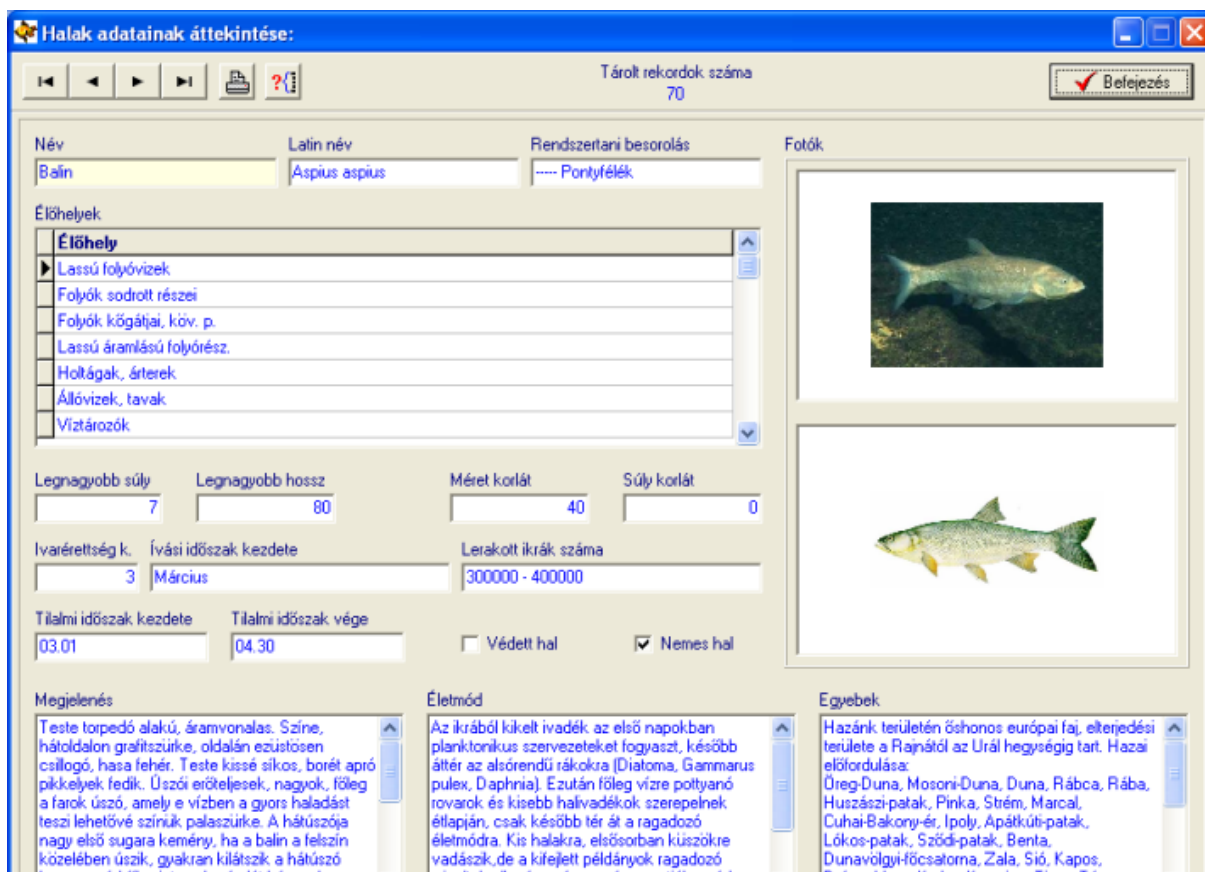 Halak adatainak áttekintése:
Tárolt rekordok száma
70
Befejezés
Név
Latin név
Rendszertani besorolás
Fotók
Balin
Aspius aspius
----- Pontyfélék
Élőhelyek
Élőhely
Lassú folyóvizek
Folyók sodrott részei
Folyók kőgátjai, köv. p.
Lassú áramlású folyórész.
Holtágak, árterek
Állóvizek, tavak
Víztározók
Legnagyobb súly
Legnagyobb hossz
Méret korlát
Súly korlát
7
80
40
0
Ivarérettség k.
Ívási időszak kezdete
Lerakott ikrák száma
3
Március
300000 - 400000
Tilalmi időszak kezdete
Tilalmi időszak vége
03.01
04.30
Védett hal
Nemes hal
Megjelenés
Teste torpedó alakú, áramvonalas. Színe,
hátoldalon grafitszürke, oldalán ezüstösen
csillogó, hasa fehér. Teste kissé síkos, borét apró
pikkelyek fedik. Úszói erőteljesek, nagyok, főleg
a farok úszó, amely e vízben a gyors haladást
teszi lehetővé színük palaszürke. A hátúszója
nagy első sugara kemény, ha a balin a felszín
közelében úszik, gyakran kilátszik a hátúszó
Életmód
Az ikrából kikelt ivadék az első napokban
planktonikus szervezeteket fogyaszt, később
áttér az alsórendű rákokra (Diatoma, Gammarus
pulex, Daphnia). Ezután főleg vízre pottyanó
rovarok és kisebb halivadékok szerepelnek
étlapján, csak később tér át a ragadozó
életmódra. Kis halakra, elsősorban küszökre
vadászik,de a kifejlett példányok ragadozó
Egyebek
Hazánk területén őshonos európai faj, elterjedési
területe a Rajnától az Urál hegységig tart. Hazai
előfordulása:
Öreg-Duna, Mosoni-Duna, Duna, Rábca, Rába,
Huszászi-patak, Pinka, Strém, Marcal,
Cuhai-Bakony-ér, Ipoly, Apátkúti-patak,
Lókos-patak, Sződi-patak, Benta,
Dunavölgyi-főcsatorna, Zala, Sió, Kapos,